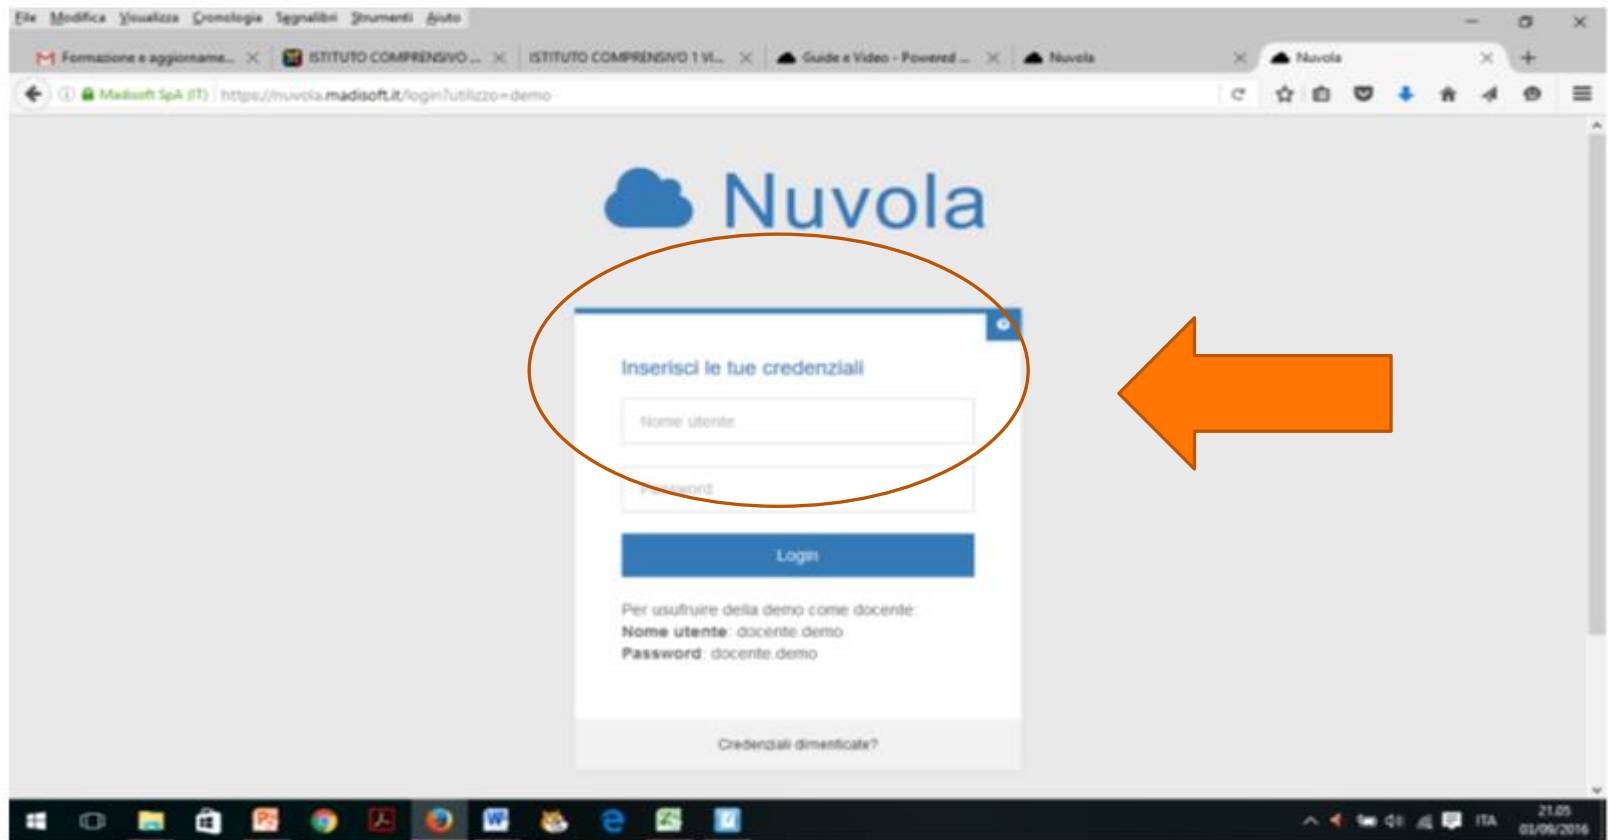 File Modifica Visualizza Cronologia Segnalibri Strumenti Aiuto
Formazione e aggiorname... ISTITUTO COMPRENSIVO ... ISTITUTO COMPRENSIVO 1 VI... Guide e Video - Powered ... Nuvola Nuvola
Madisoft SpA (IT) https://nuvola.madisoft.it/login?utilizzo=demo
Nuvola
Inserisci le tue credenziali
Nome utente
Password
Login
Per usufruire della demo come docente:
Nome utente: docente.demo
Password: docente.demo
Credenziali dimenticate?
ITA 21.05
03/09/2016